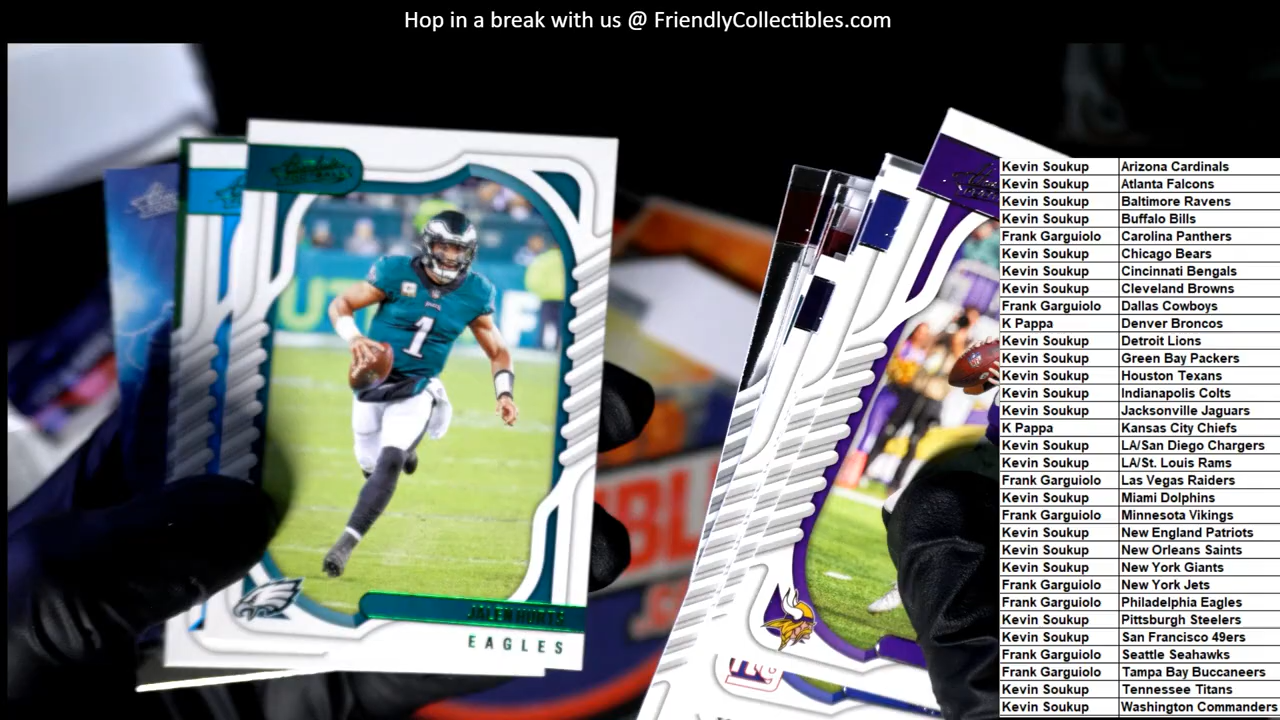 Hop in a break with us @ FriendlyCollectibles.com
Kevin Soukup Arizona Cardinals
Kevin Soukup Atlanta Falcons
Kevin Soukup Baltimore Ravens
Kevin Soukup Buffalo Bills
Frank Garguiolo Carolina Panthers
Kevin Soukup Chicago Bears
Kevin Soukup Cincinnati Bengals
Kevin Soukup Cleveland Browns
Frank Garguiolo Dallas Cowboys
K Pappa Denver Broncos
Kevin Soukup Detroit Lions
Kevin Soukup Green Bay Packers
Kevin Soukup Houston Texans
Kevin Soukup Indianapolis Colts
Kevin Soukup Jacksonville Jaguars
K Pappa Kansas City Chiefs
Kevin Soukup LA/San Diego Chargers
Kevin Soukup LA/St. Louis Rams
Frank Garguiolo Las Vegas Raiders
Kevin Soukup Miami Dolphins
Frank Garguiolo Minnesota Vikings
Kevin Soukup New England Patriots
Kevin Soukup New Orleans Saints
Kevin Soukup New York Giants
Frank Garguiolo New York Jets
Frank Garguiolo Philadelphia Eagles
Kevin Soukup Pittsburgh Steelers
Kevin Soukup San Francisco 49ers
Frank Garguiolo Seattle Seahawks
Frank Garguiolo Tampa Bay Buccaneers
Kevin Soukup Tennessee Titans
Kevin Soukup Washington Commanders
1
JALEN HURTS
EAGLES